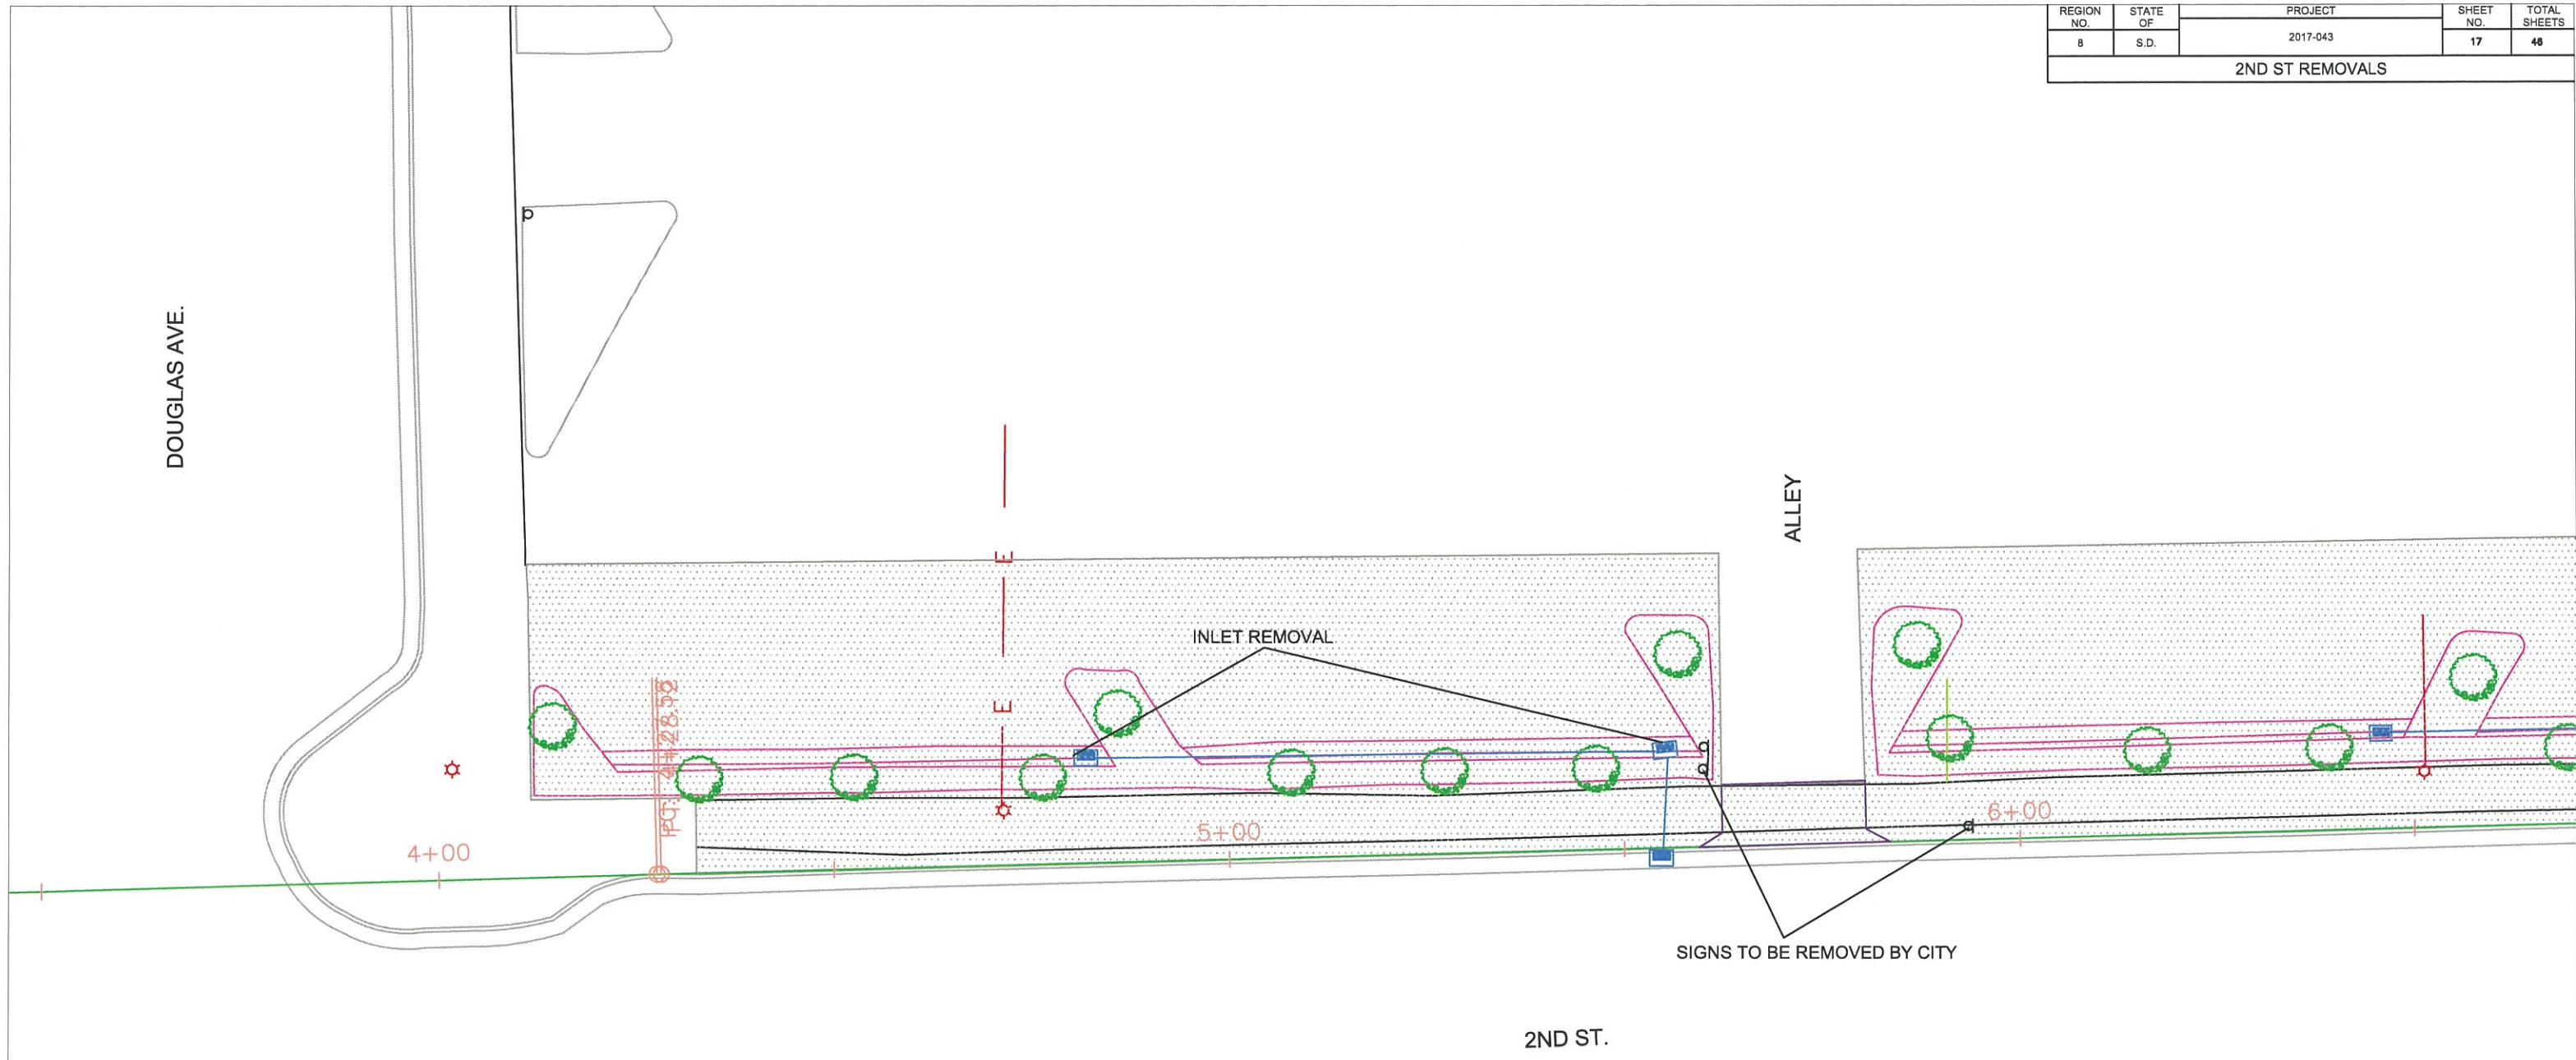 REGION NO.
STATE OF
PROJECT
SHEET NO.
TOTAL SHEETS
8
S.D.
2017-043
17
46
2ND ST REMOVALS
p
DOUGLAS AVE.
ALLEY
E
INLET REMOVAL
E
4+00
5+00
6+00
SIGNS TO BE REMOVED BY CITY
2ND ST.